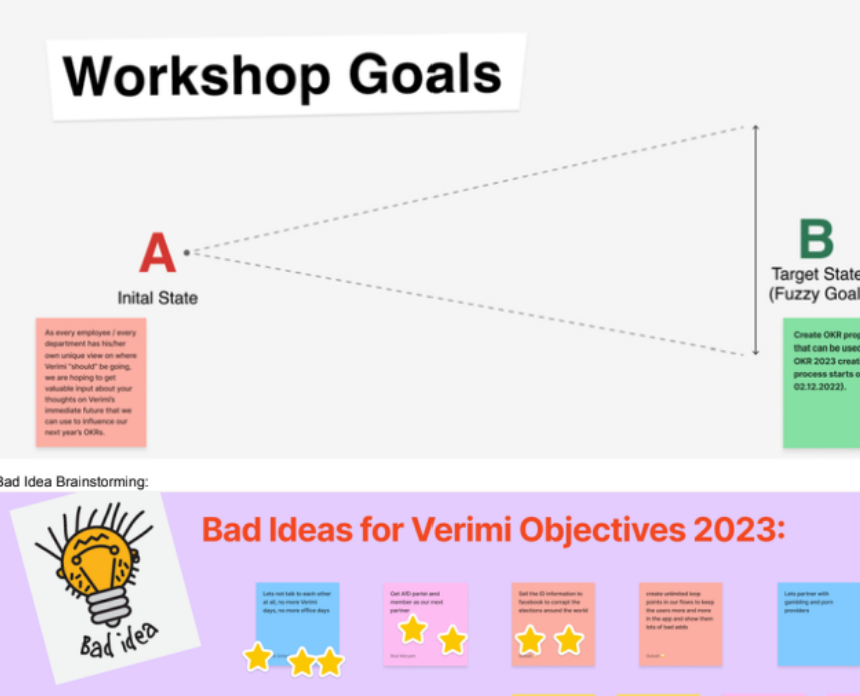 Workshop Goals
A
B
Inital State
Target State
(Fuzzy Goal
As every employee / every
department has his/her
own unique view on where
Verimi "should" be going,
we are hoping to get
valuable input about your
thoughts on Verimi's
immediate future that we
can use to influence our
next year's OKRs.
Create OKR prop
that can be used
OKR 2023 creat
process starts o
02.12.2022).
Bad Idea Brainstorming:
Bad idea
Bad Ideas for Verimi Objectives 2023:
Lets not talk to each other
at all, no more Verimi
days, no more office days
Get AfD partei and
member as our next
partner
Sell the ID information to
facebook to corrupt the
elections around the world
create unlimited loop
points in our flows to keep
the users more and more
in the app and show them
lots of bad adds
Lets partner with
gambling and porn
providers